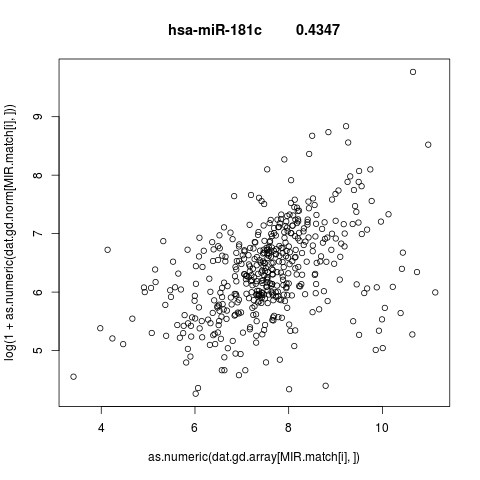 hsa-miR-181c 0.4347
9
8
7
6
5
log(1 + as.numeric(dat.gd.norm[MIR.match[i], ]))
4 6 8 10
as.numeric(dat.gd.array[MIR.match[i], ])